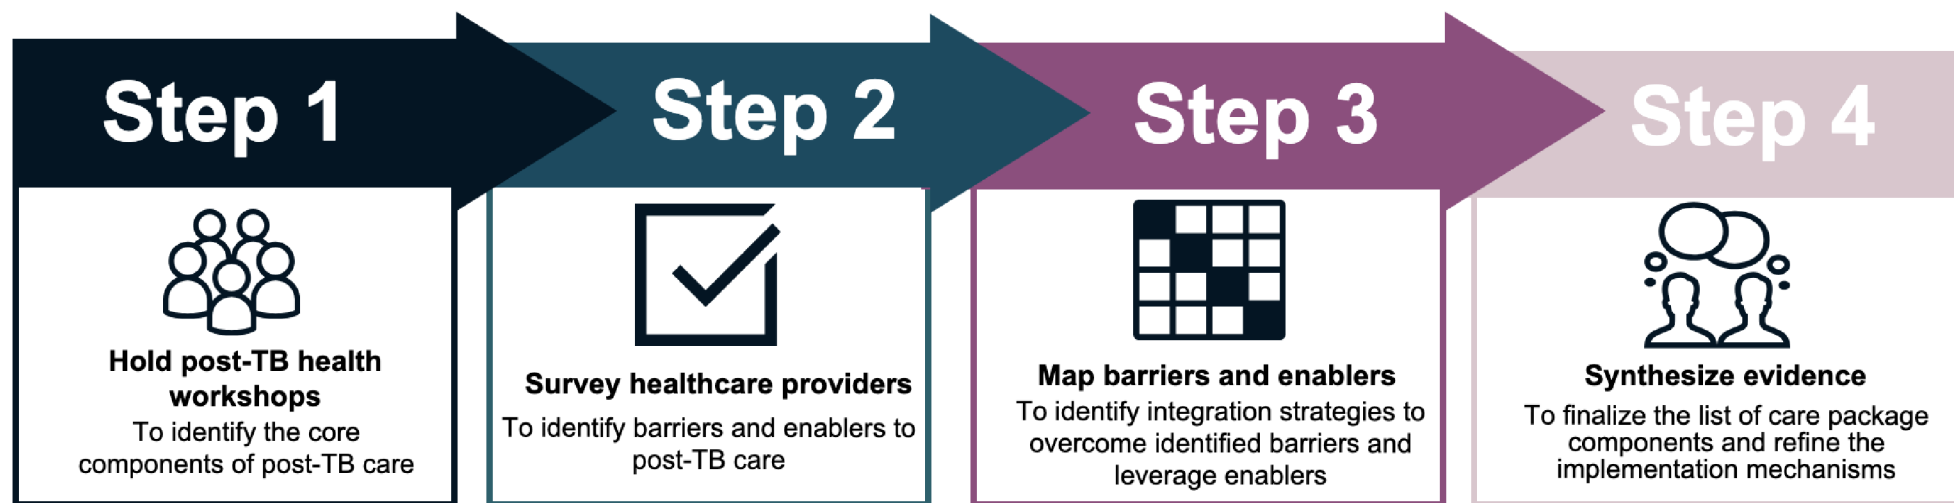 Step 1
Hold post-TB health
workshops
To identify the core
components of post-TB care
Step 2
Survey healthcare providers
To identify barriers and enablers to
post-TB care
Step 3
Map barriers and enablers
To identify integration strategies to
overcome identified barriers and
leverage enablers
Step 4
Synthesize evidence
To finalize the list of care package
components and refine the
implementation mechanisms